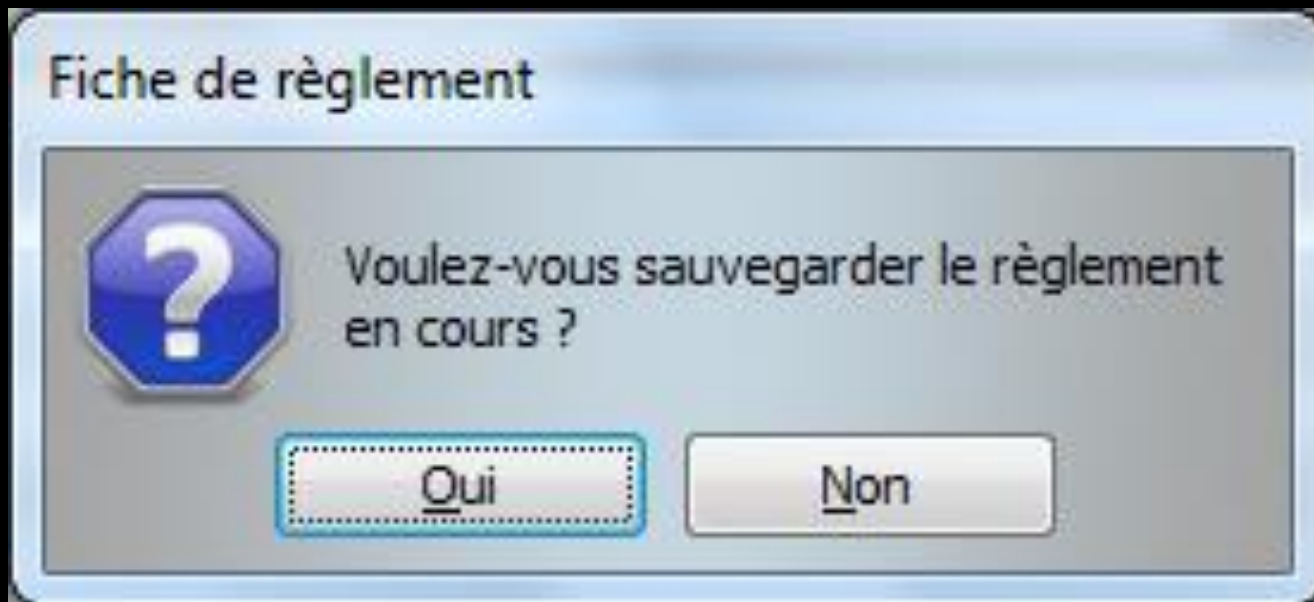 Fiche de règlement
Voulez-vous sauvegarder le règlement
en cours ?
Oui
Non